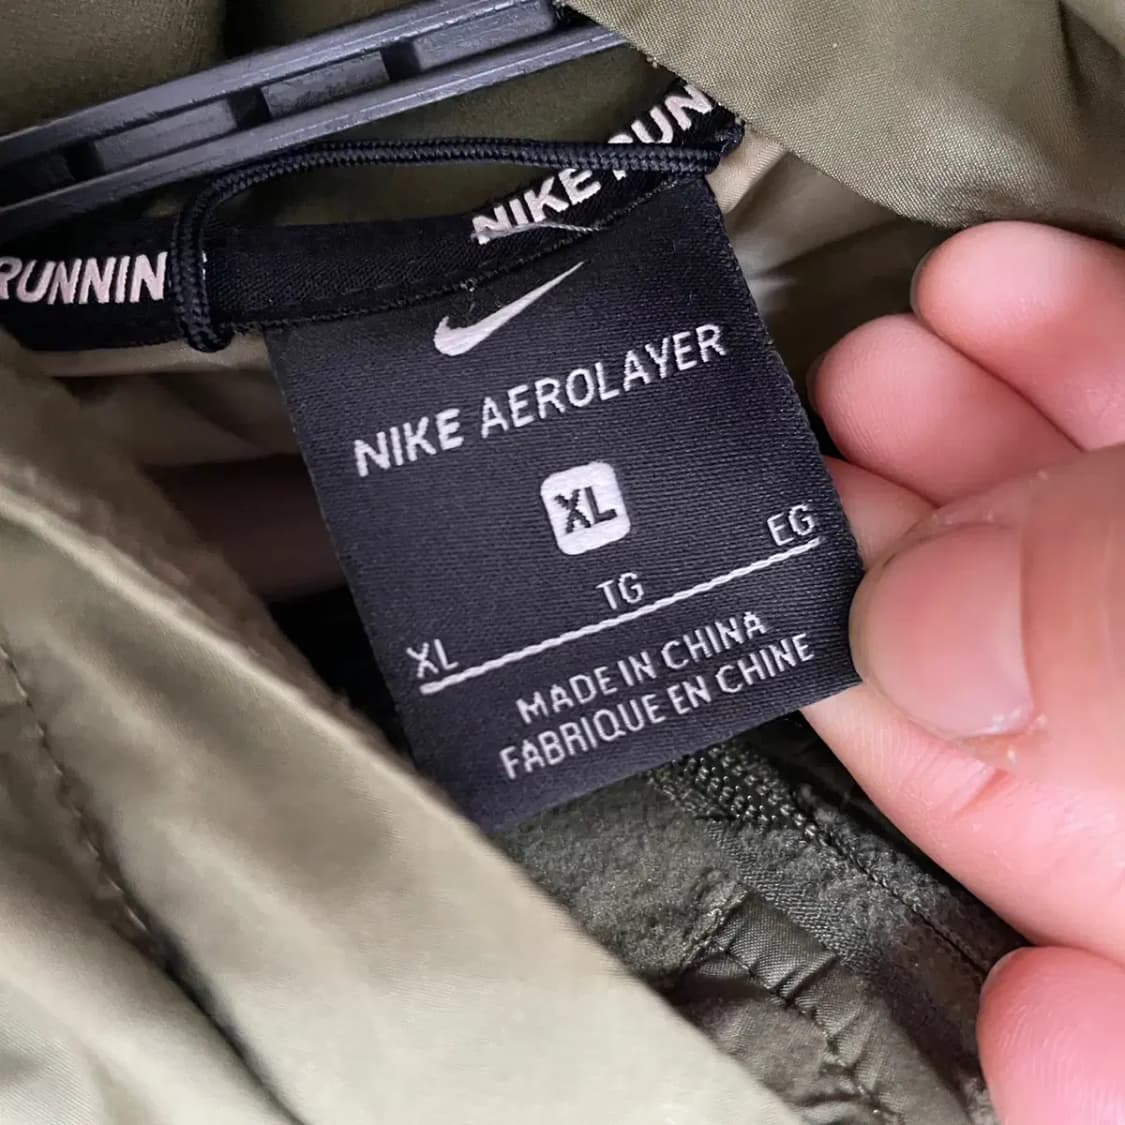 NIKE RUN
RUNNIN
NIKE AEROLAYER
XL
XL TG EG
MADE IN CHINA
FABRIQUE EN CHINE